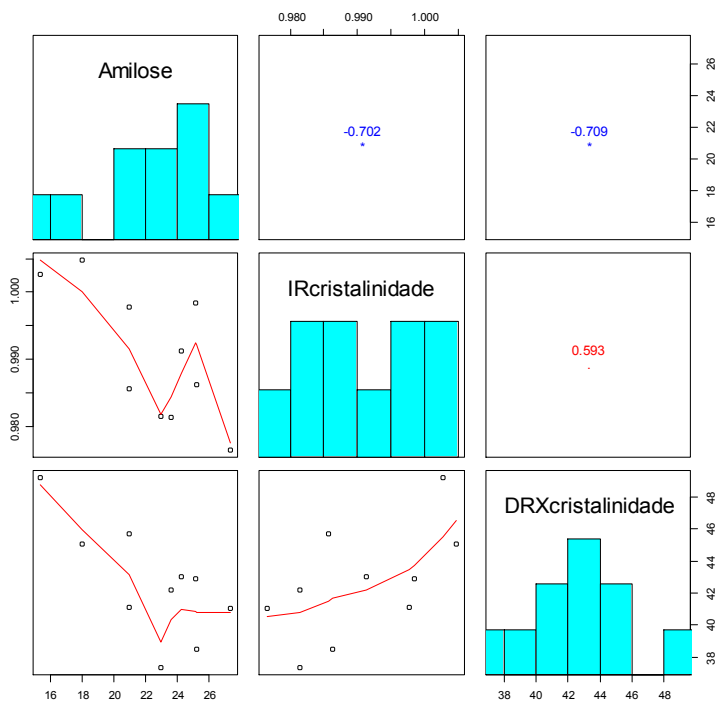 0.980 0.990 1.000
Amilose
-0.702
*
-0.709
*
16 18 20 22 24 26
0.980 0.990 1.000
IRcristalinidade
0.593
.
DRXcristalinidade
38 40 42 44 46 48
16 18 20 22 24 26
38 40 42 44 46 48